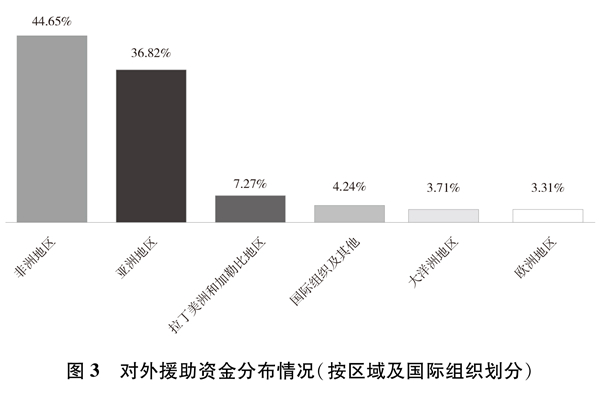 44.65%
36.82%
7.27%
4.24%
3.71%
3.31%
非洲地区
亚洲地区
拉丁美洲和加勒比地区
国际组织及其他
大洋洲地区
欧洲地区
图 3 对外援助资金分布情况(按区域及国际组织划分)